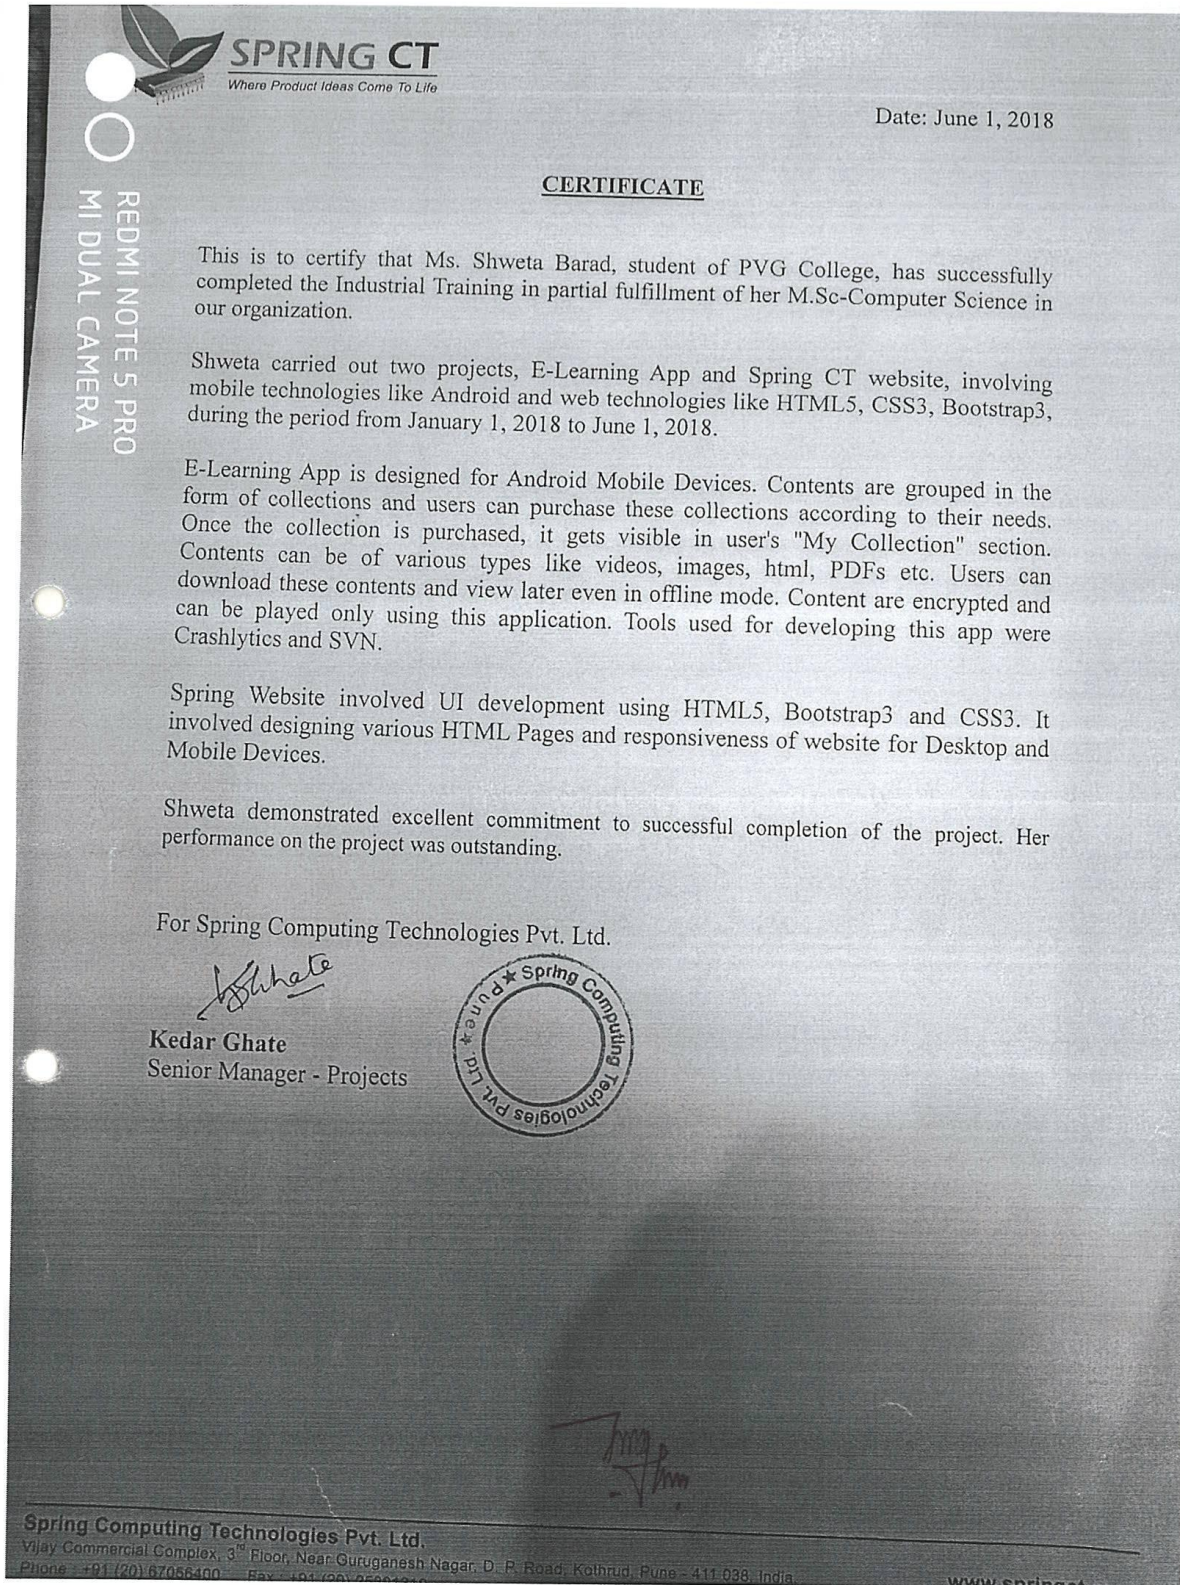 SPRING CT
Where Product Ideas Come To Life
Date: June 1, 2018
REDMI NOTE 5 PRO
MI DUAL CAMERA
CERTIFICATE
This is to certify that Ms. Shweta Barad, student of PVG College, has successfully
completed the Industrial Training in partial fulfillment of her M.Sc-Computer Science in
our organization.
Shweta carried out two projects, E-Learning App and Spring CT website, involving
mobile technologies like Android and web technologies like HTML5, CSS3, Bootstrap3,
during the period from January 1, 2018 to June 1, 2018.
E-Learning App is designed for Android Mobile Devices. Contents are grouped in the
form of collections and users can purchase these collections according to their needs.
Once the collection is purchased, it gets visible in user's "My Collection" section.
Contents can be of various types like videos, images, html, PDFs etc. Users can
download these contents and view later even in offline mode. Content are encrypted and
can be played only using this application. Tools used for developing this app were
Crashlytics and SVN.
Spring Website involved UI development using HTML5, Bootstrap3 and CSS3. It
involved designing various HTML Pages and responsiveness of website for Desktop and
Mobile Devices.
Shweta demonstrated excellent commitment to successful completion of the project. Her
performance on the project was outstanding.
For Spring Computing Technologies Pvt. Ltd.
Kedar Ghate
Senior Manager - Projects
★ Spring Computing Technologies Pvt. Ltd. ★ Pune
Spring Computing Technologies Pvt. Ltd.
Vijay Commercial Complex, 3rd Floor, Near Guruganesh Nagar, D. P. Road, Kothrud, Pune - 411 038, India
Phone : +91 (20) 67066400 Fax : +91 (20)